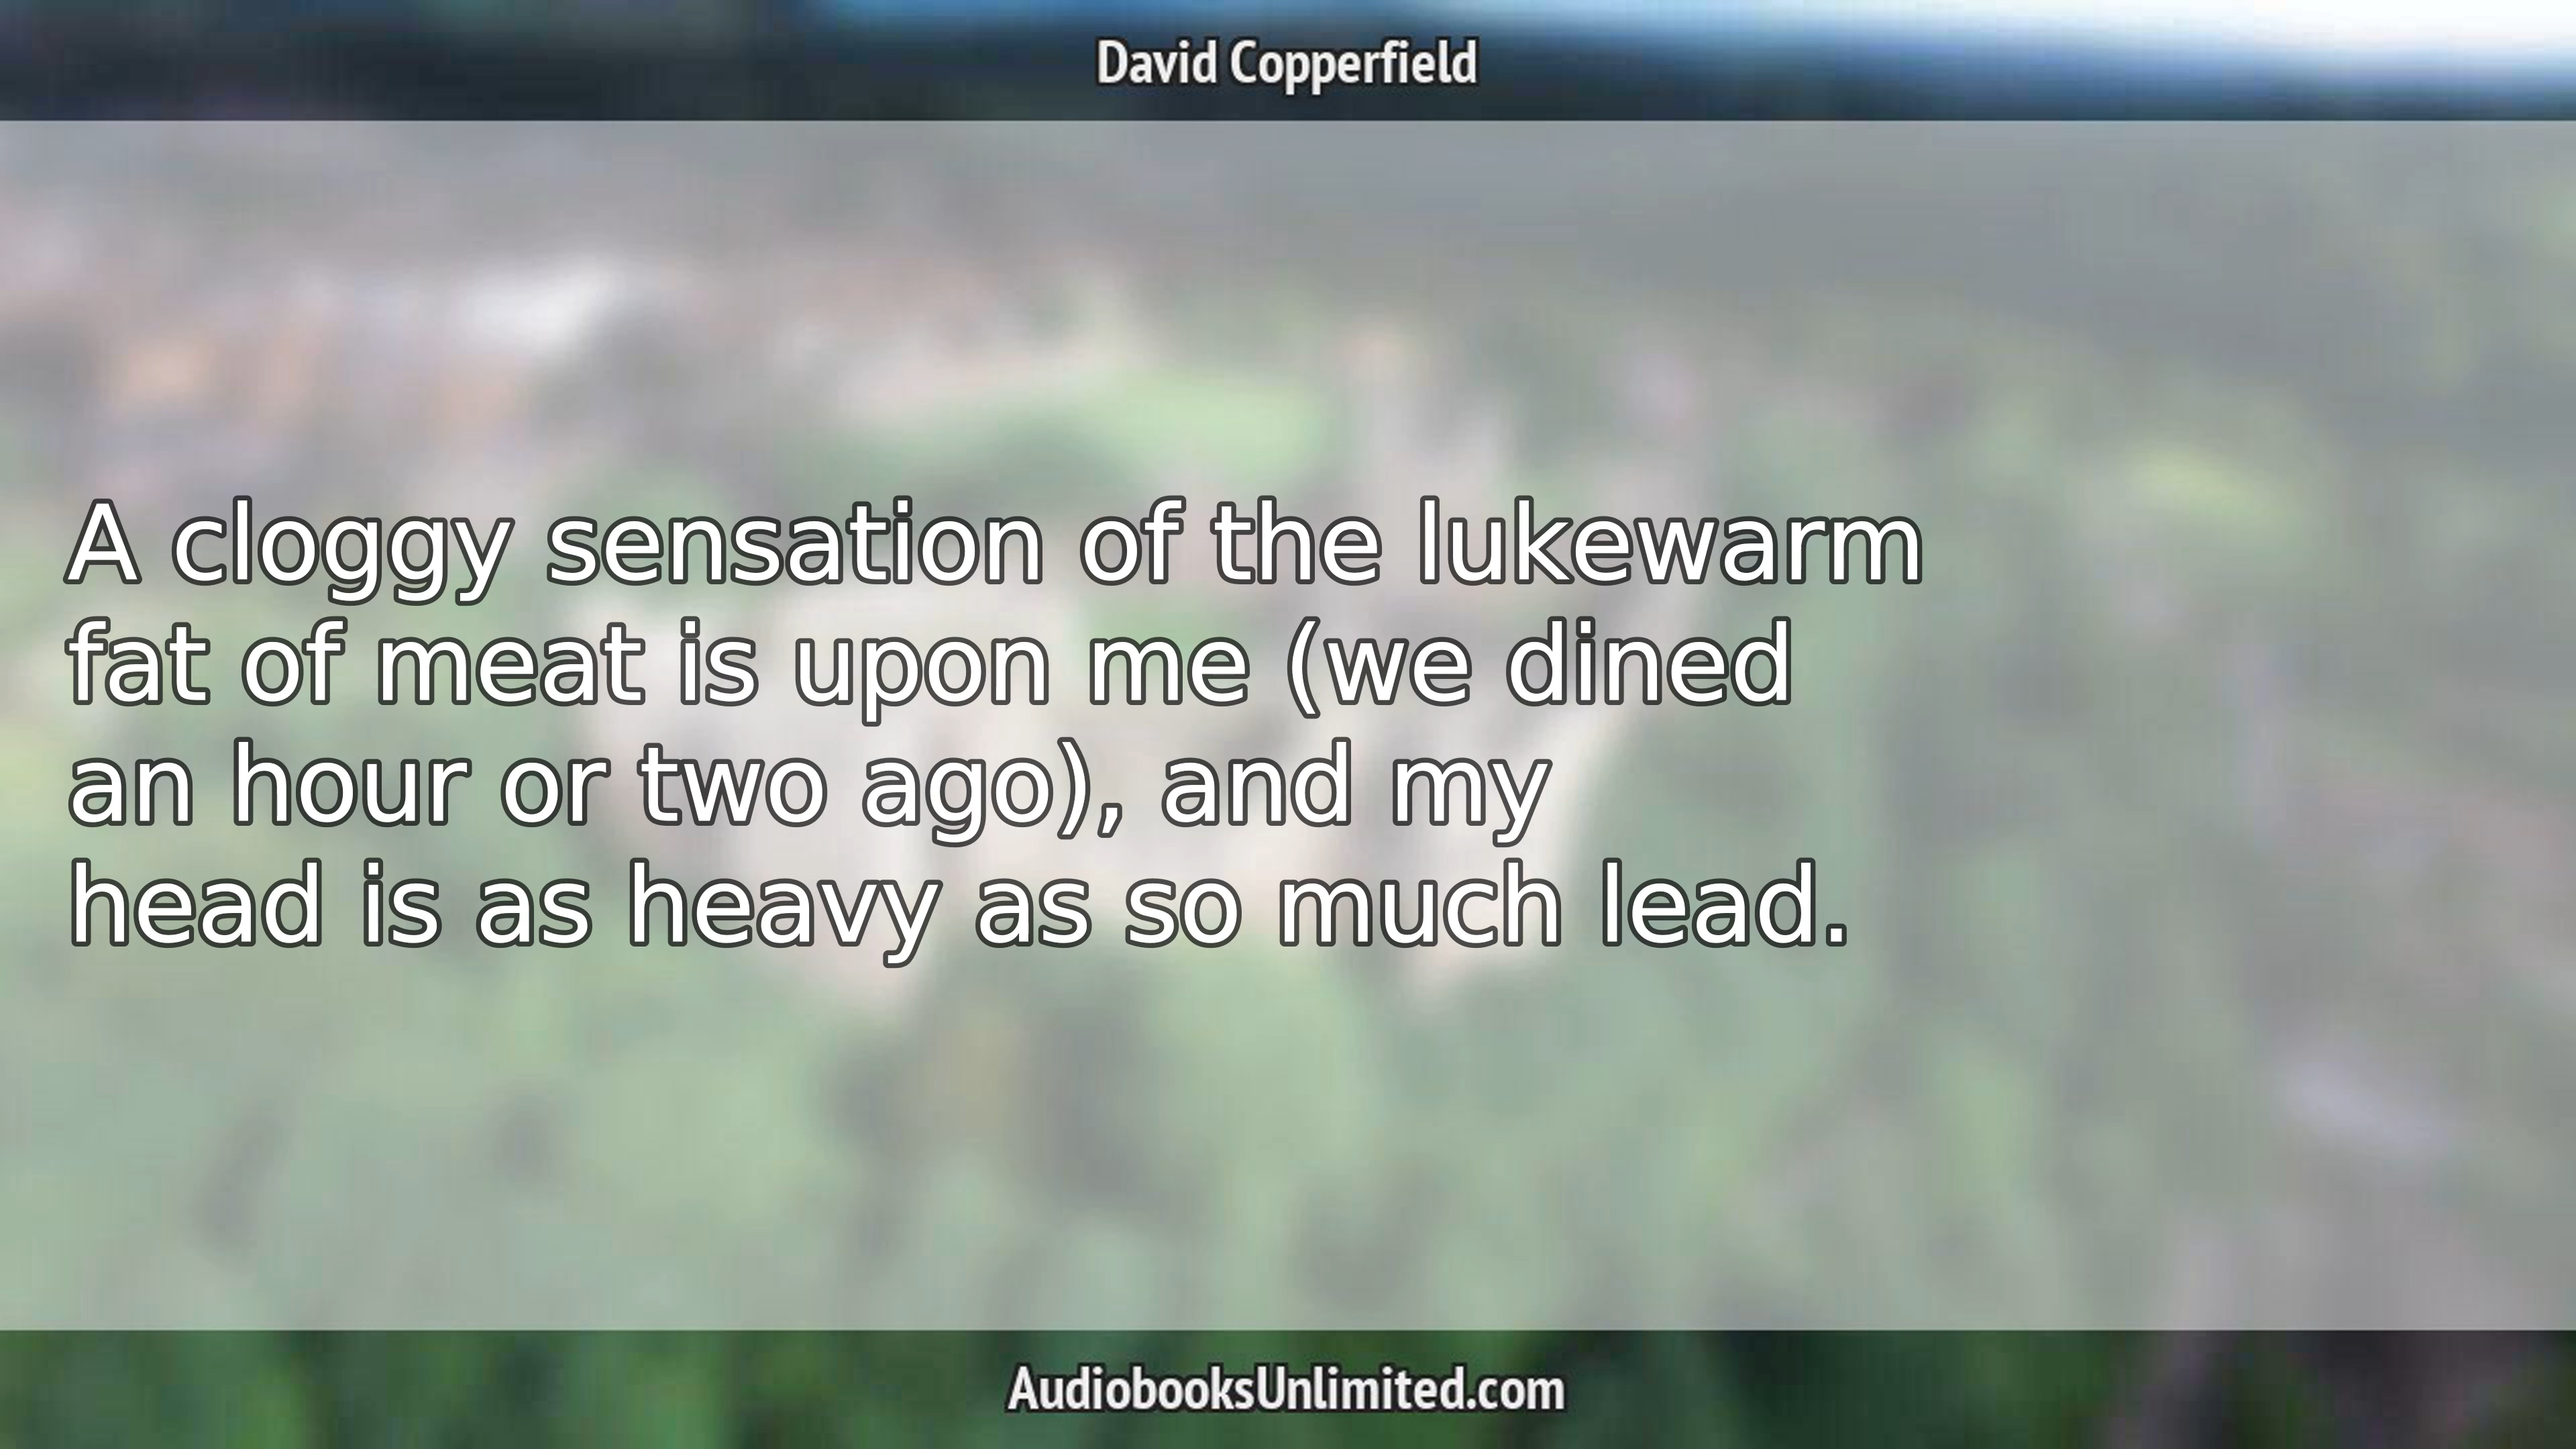 David Copperfield
A cloggy sensation of the lukewarm
fat of meat is upon me (we dined
an hour or two ago), and my
head is as heavy as so much lead.
AudiobooksUnlimited.com